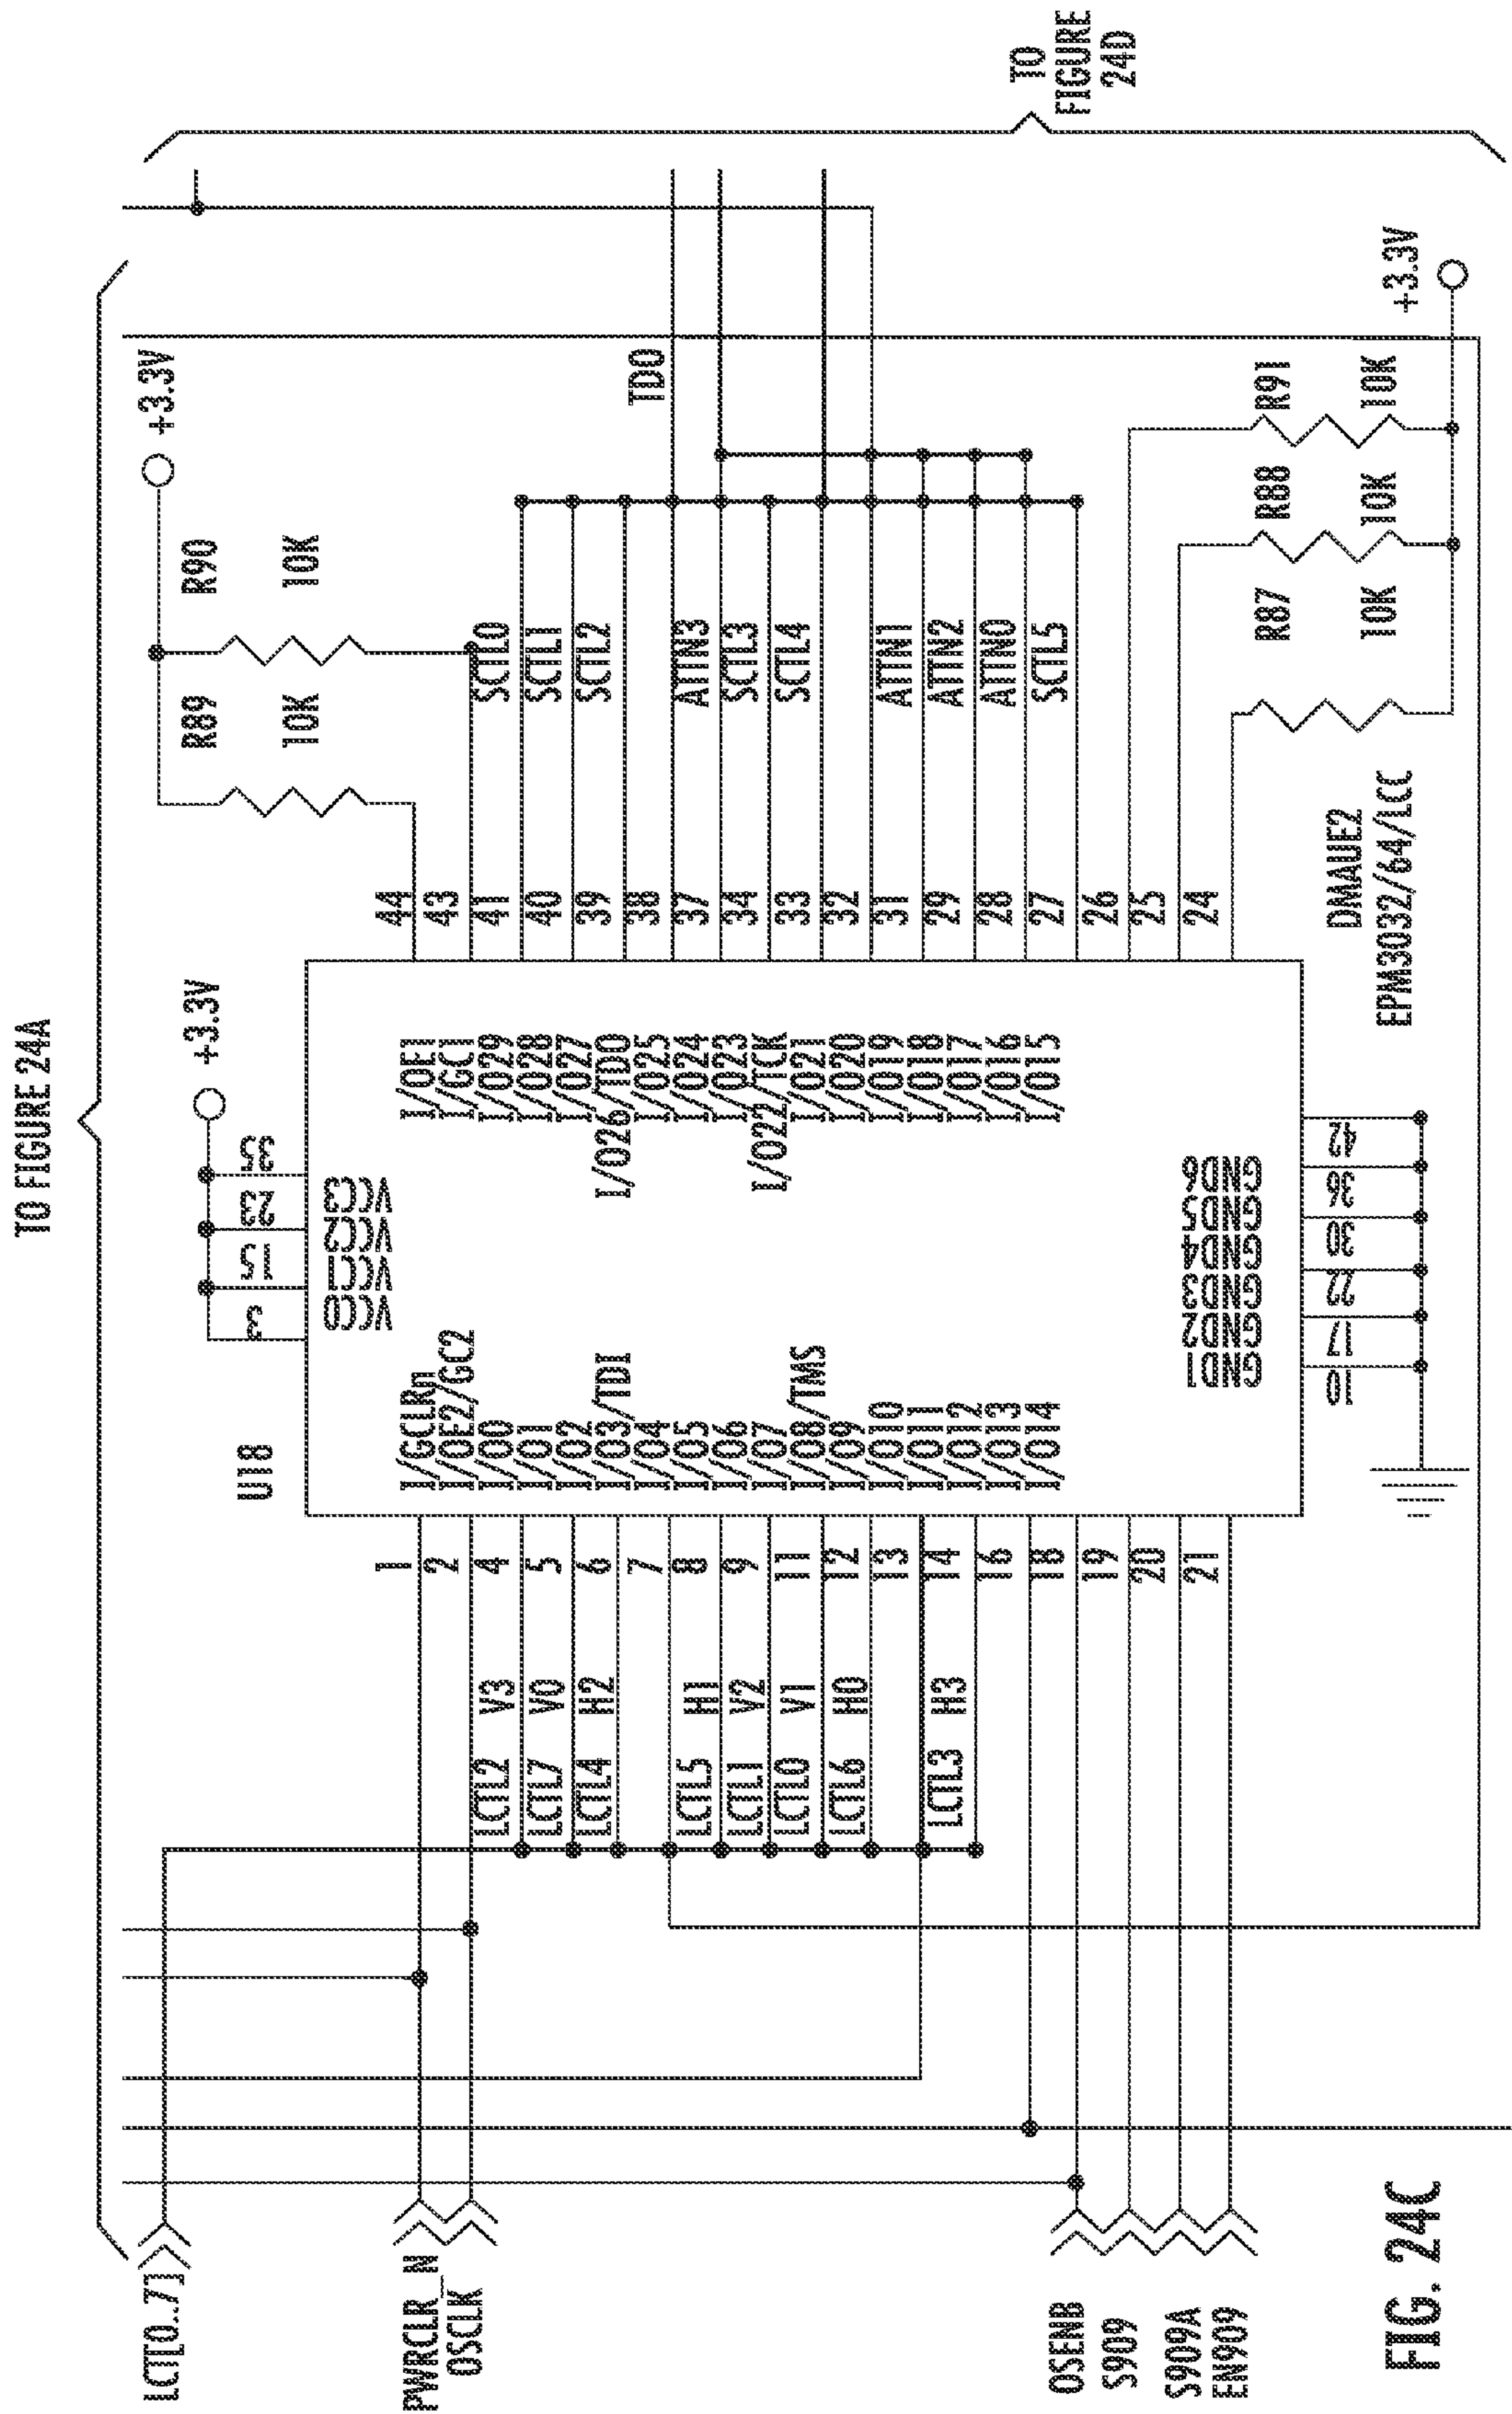 TO FIGURE 24A
LCTL[0..7]
PWRCLR_N
OSCLK
OSENB
S909
S909A
EN909
LCTL2 V3
LCTL7 V0
LCTL4 H2
LCTL5 H1
LCTL1 V2
LCTL0 V1
LCTL6 H0
LCTL3 H3
1
2
4
5
6
7
8
9
11
12
13
14
16
18
19
20
21
U18
I/GCLRn
I/OE2/GC2
I/O0
I/O1
I/O2
I/O3/TDI
I/O4
I/O5
I/O6
I/O7
I/O8/TMS
I/O9
I/O10
I/O11
I/O12
I/O13
I/O14
+3.3V
3
15
23
35
VCC0
VCC1
VCC2
VCC3
GND1
GND2
GND3
GND4
GND5
GND6
10
17
22
30
36
42
I/OE1
I/GC1
I/O29
I/O28
I/O27
I/O26/TDO
I/O25
I/O24
I/O23
I/O22/TCK
I/O21
I/O20
I/O19
I/O18
I/O17
I/O16
I/O15
44
43
41
40
39
38
37
34
33
32
31
29
28
27
26
25
24
DMAUE2
EPM3032/64/LCC
R89
10K
R90
10K
+3.3V
SCTL0
SCTL1
SCTL2
ATTN3
SCTL3
SCTL4
ATTN1
ATTN2
ATTN0
SCTL5
TDO
R87
10K
R88
10K
R91
10K
+3.3V
TO
FIGURE
24D
FIG. 24C